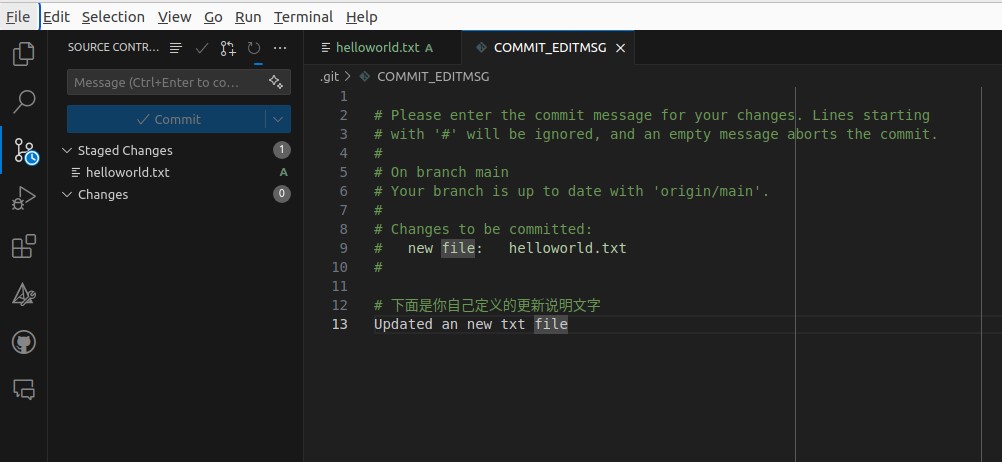 File Edit Selection View Go Run Terminal Help
SOURCE CONTR...
helloworld.txt A
COMMIT_EDITMSG
.git > COMMIT_EDITMSG
Message (Ctrl+Enter to co...
Commit
Staged Changes 1
helloworld.txt A
Changes 0
1
2 # Please enter the commit message for your changes. Lines starting
3 # with '#' will be ignored, and an empty message aborts the commit.
4 #
5 # On branch main
6 # Your branch is up to date with 'origin/main'.
7 #
8 # Changes to be committed:
9 #   new file:   helloworld.txt
10 #
11
12 # 下面是你自己定义的更新说明文字
13 Updated an new txt file